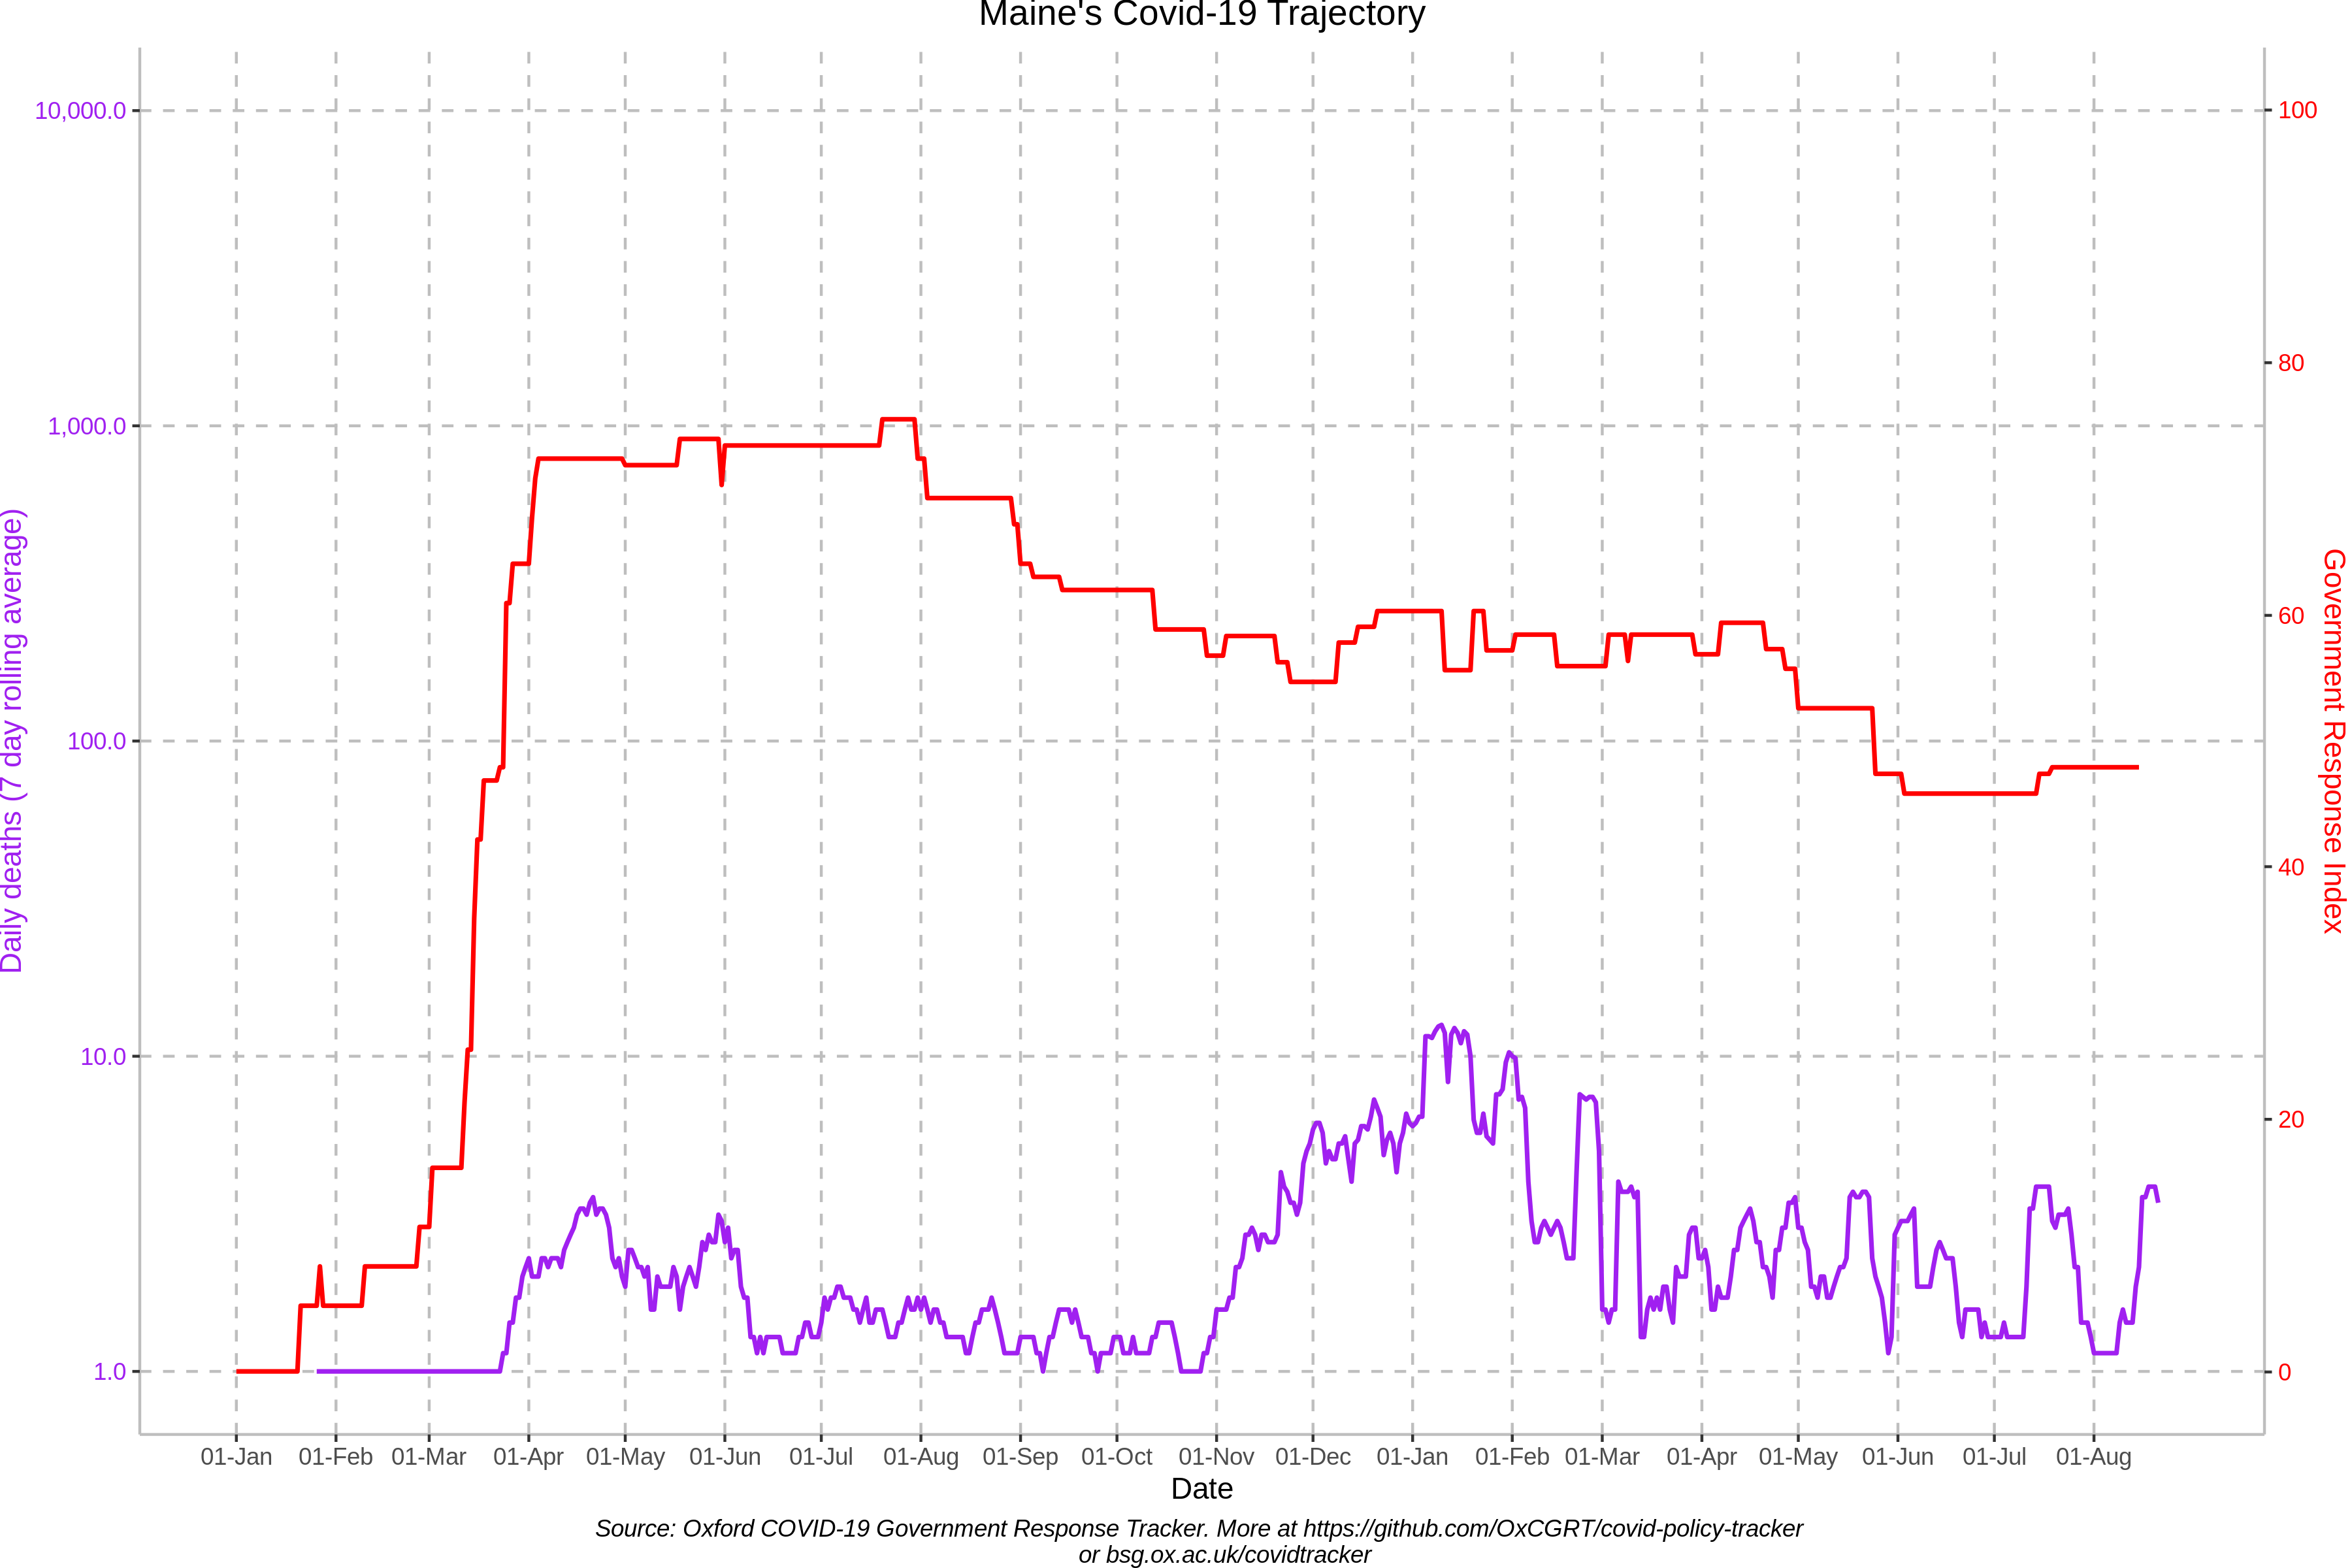 Maine's Covid-19 Trajectory
10,000.0
1,000.0
100.0
10.0
1.0
Daily deaths (7 day rolling average)
100
80
60
40
20
0
Government Response Index
01-Jan 01-Feb 01-Mar 01-Apr 01-May 01-Jun 01-Jul 01-Aug 01-Sep 01-Oct 01-Nov 01-Dec 01-Jan 01-Feb 01-Mar 01-Apr 01-May 01-Jun 01-Jul 01-Aug
Date
Source: Oxford COVID-19 Government Response Tracker. More at https://github.com/OxCGRT/covid-policy-tracker
or bsg.ox.ac.uk/covidtracker